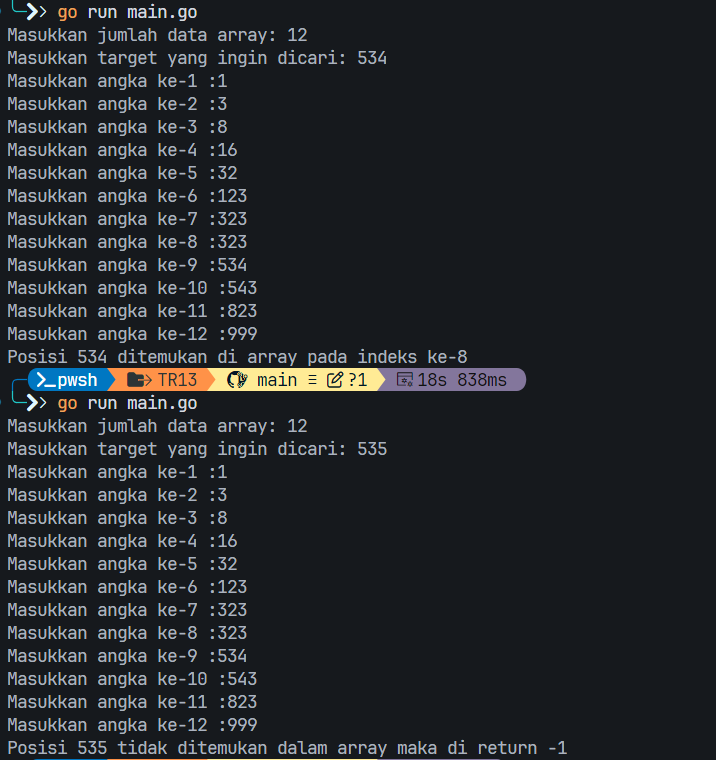 go run main.go
Masukkan jumlah data array: 12
Masukkan target yang ingin dicari: 534
Masukkan angka ke-1 :1
Masukkan angka ke-2 :3
Masukkan angka ke-3 :8
Masukkan angka ke-4 :16
Masukkan angka ke-5 :32
Masukkan angka ke-6 :123
Masukkan angka ke-7 :323
Masukkan angka ke-8 :323
Masukkan angka ke-9 :534
Masukkan angka ke-10 :543
Masukkan angka ke-11 :823
Masukkan angka ke-12 :999
Posisi 534 ditemukan di array pada indeks ke-8
pwsh TR13 main ≡ ?1 18s 838ms
go run main.go
Masukkan jumlah data array: 12
Masukkan target yang ingin dicari: 535
Masukkan angka ke-1 :1
Masukkan angka ke-2 :3
Masukkan angka ke-3 :8
Masukkan angka ke-4 :16
Masukkan angka ke-5 :32
Masukkan angka ke-6 :123
Masukkan angka ke-7 :323
Masukkan angka ke-8 :323
Masukkan angka ke-9 :534
Masukkan angka ke-10 :543
Masukkan angka ke-11 :823
Masukkan angka ke-12 :999
Posisi 535 tidak ditemukan dalam array maka di return -1